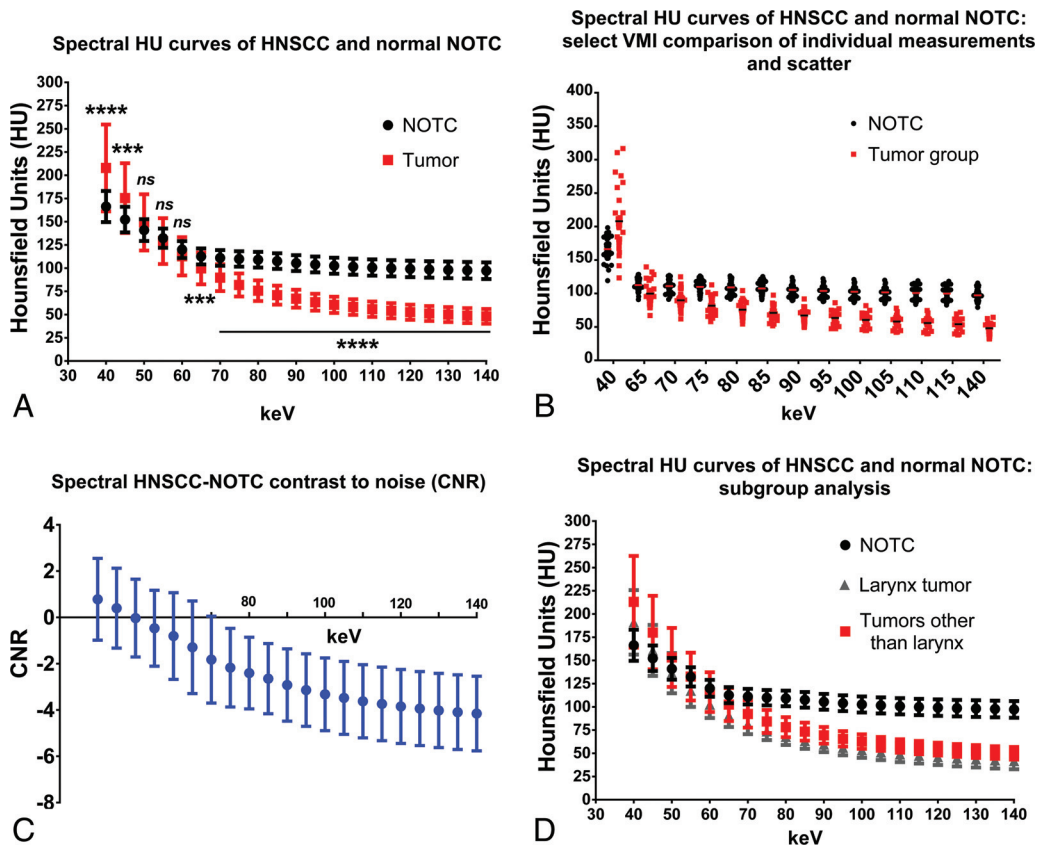 Spectral HU curves of HNSCC and normal NOTC
Hounsfield Units (HU)
300
275
250
225
200
175
150
125
100
75
50
25
0
****
***
ns
ns
ns
***
****
NOTC
Tumor
30 40 50 60 70 80 90 100 110 120 130 140
keV
A
Spectral HU curves of HNSCC and normal NOTC:
select VMI comparison of individual measurements
and scatter
Hounsfield Units (HU)
400
350
300
250
200
150
100
50
0
NOTC
Tumor group
40 65 70 75 80 85 90 95 100 105 110 115 140
keV
B
Spectral HNSCC-NOTC contrast to noise (CNR)
CNR
4
2
0
-2
-4
-6
-8
80 100 120 140
keV
C
Spectral HU curves of HNSCC and normal NOTC:
subgroup analysis
Hounsfield Units (HU)
300
275
250
225
200
175
150
125
100
75
50
25
0
NOTC
Larynx tumor
Tumors other
than larynx
30 40 50 60 70 80 90 100 110 120 130 140
keV
D